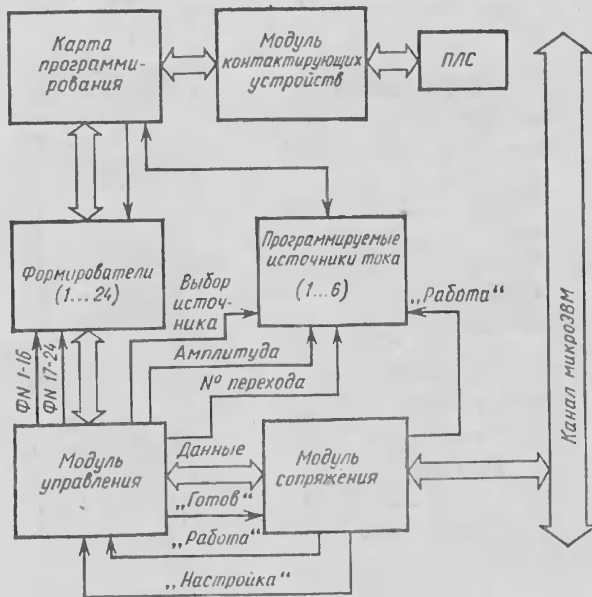 Карта
программи-
рования
Модуль
контактирующих
устройств
ПЛС
Формирователи
(1...24)
Выбор
источ-
ника
Программируемые
источники тока
(1...6)
„Работа“
Амплитуда
№ перехода
ФN 1-16
ФN 17-24
Канал микроЭВМ
Модуль
управления
Данные
„Готов“
Модуль
сопряжения
„Работа“
„Настройка“